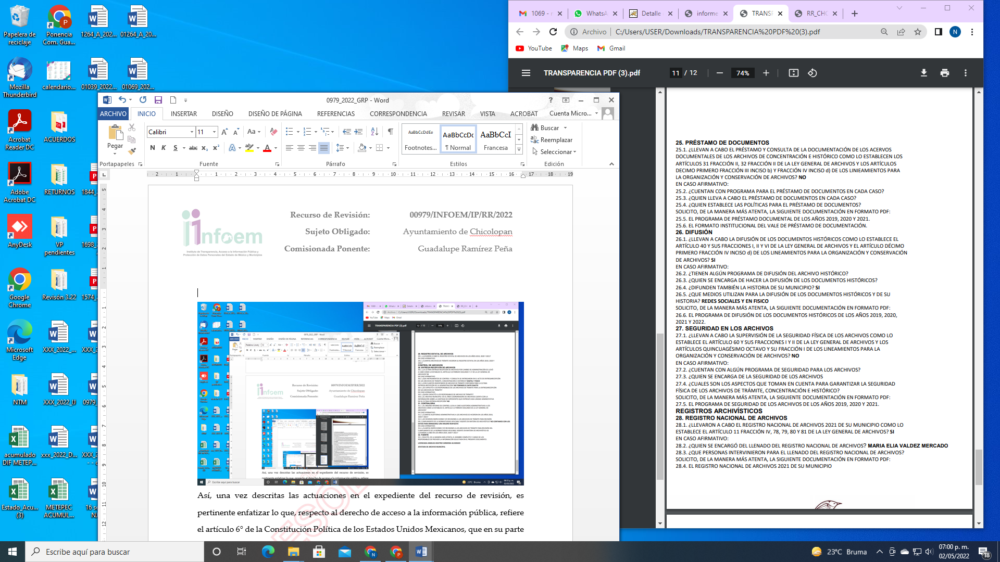 Papelera de reciclaje
Ponencia Com. Gua...
1264_A_202...
01264_A_20...
Mozilla Thunderbird
calendario...
01039_2022...
01069_202...
Acrobat Reader DC
ACUERDOS
Adobe Acrobat DC
RETURNOS
1844_
AnyDesk
VP pendientes
1698_2
Google Chrome
Revisón 3.22
1574_
Microsoft Edge
XXX_2022_...
XXX_2
NTM
XXX_2022_IJ
0979_2
acumulado DIF METEP...
xxx_2022_D...
Estado_Acu... (3)
METEPEC ACUMUL...
1069 - r
WhatsA
Detalle
informe
TRANSI
RR_CHC
Archivo
C:/Users/USER/Downloads/TRANSPARENCIA%20PDF%20(3).pdf
N
YouTube
Maps
Gmail
TRANSPARENCIA PDF (3).pdf
11 / 12
74%
0979_2022_GRP - Word
ARCHIVO
INICIO
INSERTAR
DISEÑO
DISEÑO DE PÁGINA
REFERENCIAS
CORRESPONDENCIA
REVISAR
VISTA
ACROBAT
Cuenta Micro...
Pegar
Calibri
11
Aa
N K S abc x₂ x²
AaBbCcDdEe
AaBbCcDc
AaBbCcI
Footnotes...
¶ Normal
Francesa
Buscar
Reemplazar
Seleccionar
Portapapeles
Fuente
Párrafo
Estilos
Edición
infoem
Instituto de Transparencia, Acceso a la Información Pública y
Protección de Datos Personales del Estado de México y Municipios
Recurso de Revisión:
00979/INFOEM/IP/RR/2022
Sujeto Obligado:
Ayuntamiento de Chicolopan
Comisionada Ponente:
Guadalupe Ramírez Peña
Así, una vez descritas las actuaciones en el expediente del recurso de revisión, es
pertinente enfatizar lo que, respecto al derecho de acceso a la información pública, refiere
el artículo 6° de la Constitución Política de los Estados Unidos Mexicanos, que en su parte
25. PRÉSTAMO DE DOCUMENTOS
25.1. ¿LLEVAN A CABO EL PRÉSTAMO Y CONSULTA DE LA DOCUMENTACIÓN DE LOS ACERVOS
DOCUMENTALES DE LOS ARCHIVOS DE CONCENTRACIÓN E HISTÓRICO COMO LO ESTABLECEN LOS
ARTÍCULOS 31 FRACCIÓN II, 32 FRACCIÓN II DE LA LEY GENERAL DE ARCHIVOS Y LOS ARTÍCULOS
DECIMO PRIMERO FRACCIÓN III INCISO b) Y FRACCIÓN IV INCISO d) DE LOS LINIEAMIENTOS PARA
LA ORGANIZACIÓN Y CONSERVACIÓN DE ARCHIVOS? NO
EN CASO AFIRMATIVO:
25.2. ¿CUENTAN CON PROGRAMA PARA EL PRÉSTAMO DE DOCUMENTOS EN CADA CASO?
25.3. ¿QUIEN LLEVA A CABO EL PRÉSTAMO DE DOCUMENTOS EN CADA CASO?
25.4. ¿QUIEN ESTABLECE LAS POLÍTICAS PARA EL PRÉSTAMO DE DOCUMENTOS?
SOLICITO, DE LA MANERA MÁS ATENTA, LA SIGUIENTE DOCUMENTACIÓN EN FORMATO PDF:
25.5. EL PROGRAMA DE PRÉSTAMO DOCUMENTAL DE LOS AÑOS 2019, 2020 Y 2021.
25.6. EL FORMATO INSTITUCIONAL DEL VALE DE PRÉSTAMO DE DOCUMENTACIÓN.
26. DIFUSIÓN
26.1. ¿LLEVAN A CABO LA DIFUSIÓN DE LOS DOCUMENTOS HISTÓRICOS COMO LO ESTABLECE EL
ARTÍCULO 40 Y SUS FRACCIONES I, II Y VI DE LA LEY GENERAL DE ARCHIVOS Y EL ARTÍCULO DÉCIMO
PRIMERO FRACCIÓN IV INCISO d) DE LOS LINEAMIENTOS PARA LA ORGANIZACIÓN Y CONSERVACIÓN
DE ARCHIVOS? SI
EN CASO AFIRMATIVO:
26.2. ¿TIENEN ALGÚN PROGRAMA DE DIFUSIÓN DEL ARCHIVO HISTÓRICO?
26.3. ¿QUIEN SE ENCARGA DE HACER LA DIFUSIÓN DE LOS DOCUMENTOS HISTÓRICOS?
26.4. ¿DIFUNDEN TAMBIÉN LA HISTORIA DE SU MUNICIPIO? SI
26.5. ¿QUE MEDIOS UTILIZAN PARA LA DIFUSIÓN DE LOS DOCUMENTOS HISTÓRICOS Y DE SU
HISTORIA? REDES SOCIALES Y EN FISICO
SOLICITO, DE LA MANERA MÁS ATENTA, LA SIGUIENTE DOCUMENTACIÓN EN FORMATO PDF:
26.6. EL PROGRAMA DE DIFUSIÓN DE LOS DOCUMENTOS HISTÓRICOS DE LOS AÑOS 2019, 2020,
2021 Y 2022.
27. SEGURIDAD EN LOS ARCHIVOS
27.1. ¿LLEVAN A CABO LA SUPERVISIÓN DE LA SEGURIDAD FÍSICA DE LOS ARCHIVOS COMO LO
ESTABLECE EL ARTÍCULO 60 Y SUS FRACCIONES I Y II DE LA LEY GENERAL DE ARCHIVOS Y LOS
ARTÍCULOS QUINCUAGÉSIMO OCTAVO Y SU FRACCIÓN I DE LOS LINEAMIENTOS PARA LA
ORGANIZACIÓN Y CONSERVACIÓN DE ARCHIVOS? NO
EN CASO AFIRMATIVO:
27.2. ¿CUENTAN CON ALGÚN PROGRAMA DE SEGURIDAD PARA LOS ARCHIVOS?
27.3. ¿QUIEN SE ENCARGA DE LA SEGURIDAD DE LOS ARCHIVOS
27.4. ¿CUALES SON LOS ASPECTOS QUE TOMAN EN CUENTA PARA GARANTIZAR LA SEGURIDAD
FÍSICA DE LOS ARCHIVOS DE TRÁMITE, CONCENTRACIÓN E HISTÓRICO?
SOLICITO, DE LA MANERA MÁS ATENTA, LA SIGUIENTE DOCUMENTACIÓN EN FORMATO PDF:
27.5. EL PROGRAMA DE SEGURIDAD DE LOS ARCHIVOS DE LOS AÑOS 2019, 2020 Y 2021.
REGISTROS ARCHIVÍSTICOS
28. REGISTRO NACIONAL DE ARCHIVOS
28.1. ¿LLEVARON A CABO EL REGISTRO NACIONAL DE ARCHIVOS 2021 DE SU MUNICIPIO COMO LO
ESTABLECE EL ARTÍCULO 11 FRACCIÓN IV, 78, 79, 80 Y 81 DE LA LEY GENERAL DE ARCHIVOS? SI
EN CASO AFIRMATIVO:
28.2. ¿QUIEN SE ENCARGÓ DEL LLENADO DEL REGISTRO NACIONAL DE ARCHIVOS? MARIA ELIA VALDEZ MERCADO
28.3. ¿QUE PERSONAS INTERVINIERON PARA EL LLENADO DEL REGISTRO NACIONAL DE ARCHIVOS?
SOLICITO, DE LA MANERA MÁS ATENTA, LA SIGUIENTE DOCUMENTACIÓN EN FORMATO PDF:
28.4. EL REGISTRO NACIONAL DE ARCHIVOS 2021 DE SU MUNICIPIO
Escribe aquí para buscar
23°C Bruma
07:00 p. m.
02/05/2022
18